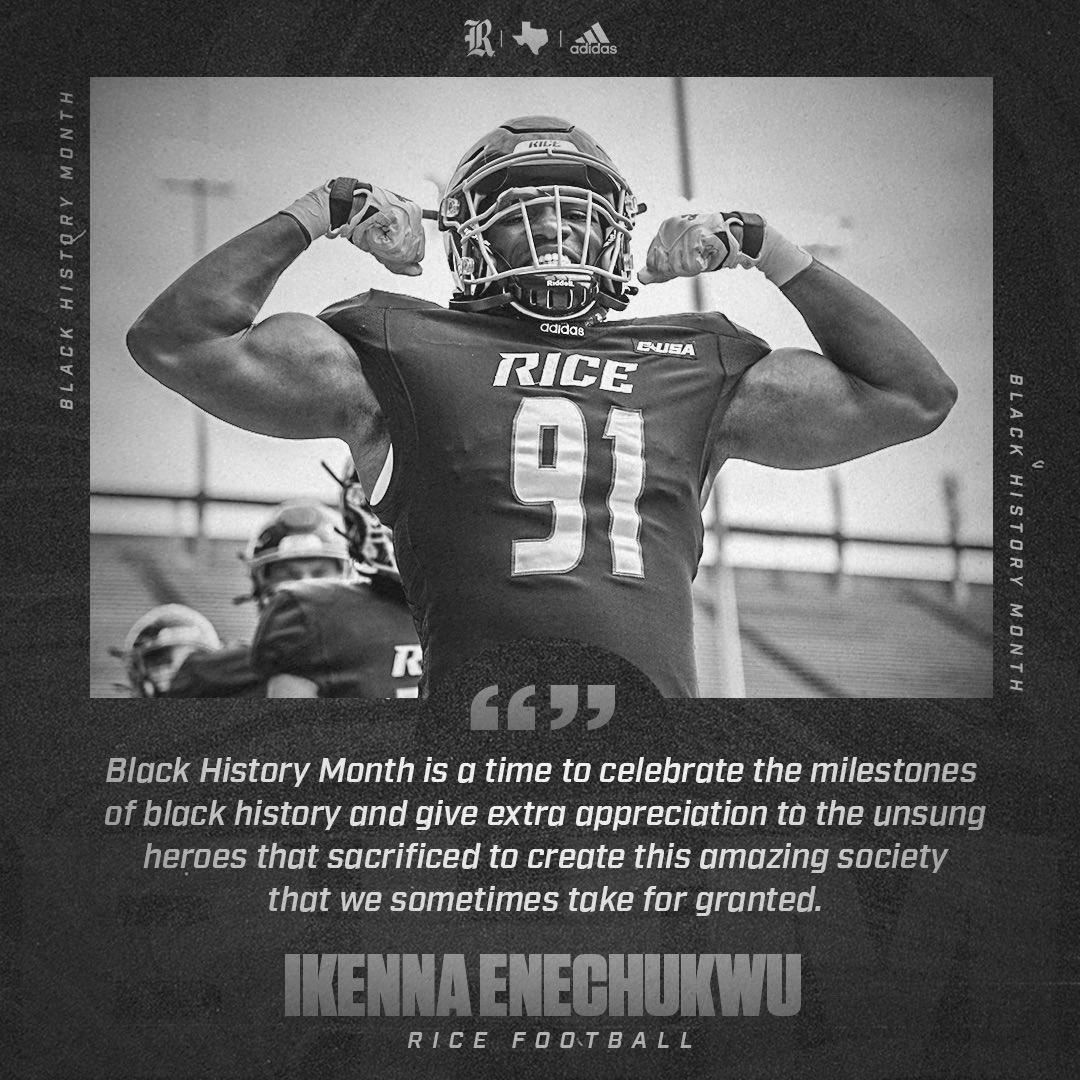 R
adidas
BLACK HISTORY MONTH
RICE
Riddell
adidas
C-USA
RICE
91
R
BLACK HISTORY MONTH
“”
Black History Month is a time to celebrate the milestones
of black history and give extra appreciation to the unsung
heroes that sacrificed to create this amazing society
that we sometimes take for granted.
IKENNA ENECHUKWU
RICE FOOTBALL